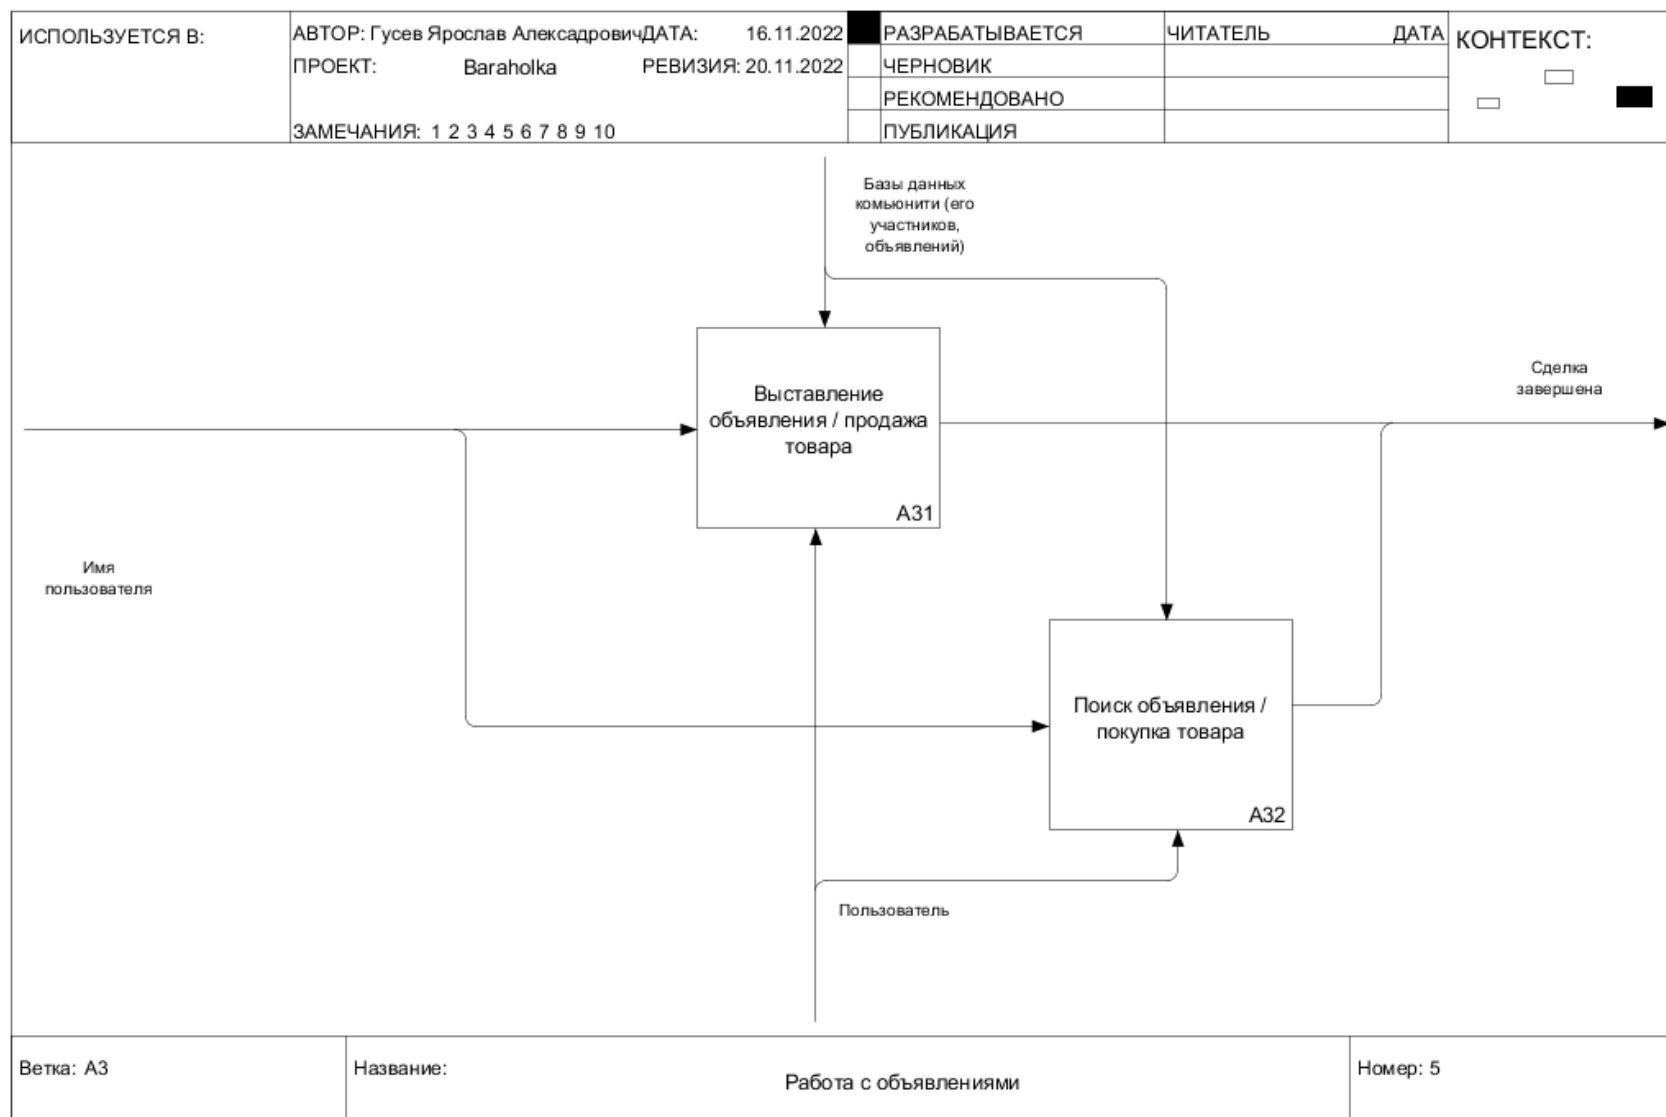 ИСПОЛЬЗУЕТСЯ В:
АВТОР: Гусев Ярослав Алексадрович
ДАТА: 16.11.2022
РАЗРАБАТЫВАЕТСЯ
ЧИТАТЕЛЬ
ДАТА
КОНТЕКСТ:
ПРОЕКТ: Baraholka
РЕВИЗИЯ: 20.11.2022
ЧЕРНОВИК
РЕКОМЕНДОВАНО
ЗАМЕЧАНИЯ: 1 2 3 4 5 6 7 8 9 10
ПУБЛИКАЦИЯ
Базы данных
комьюнити (его
участников,
объявлений)
Выставление
объявления / продажа
товара
A31
Сделка
завершена
Имя
пользователя
Поиск объявления /
покупка товара
A32
Пользователь
Ветка: A3
Название:
Работа с объявлениями
Номер: 5